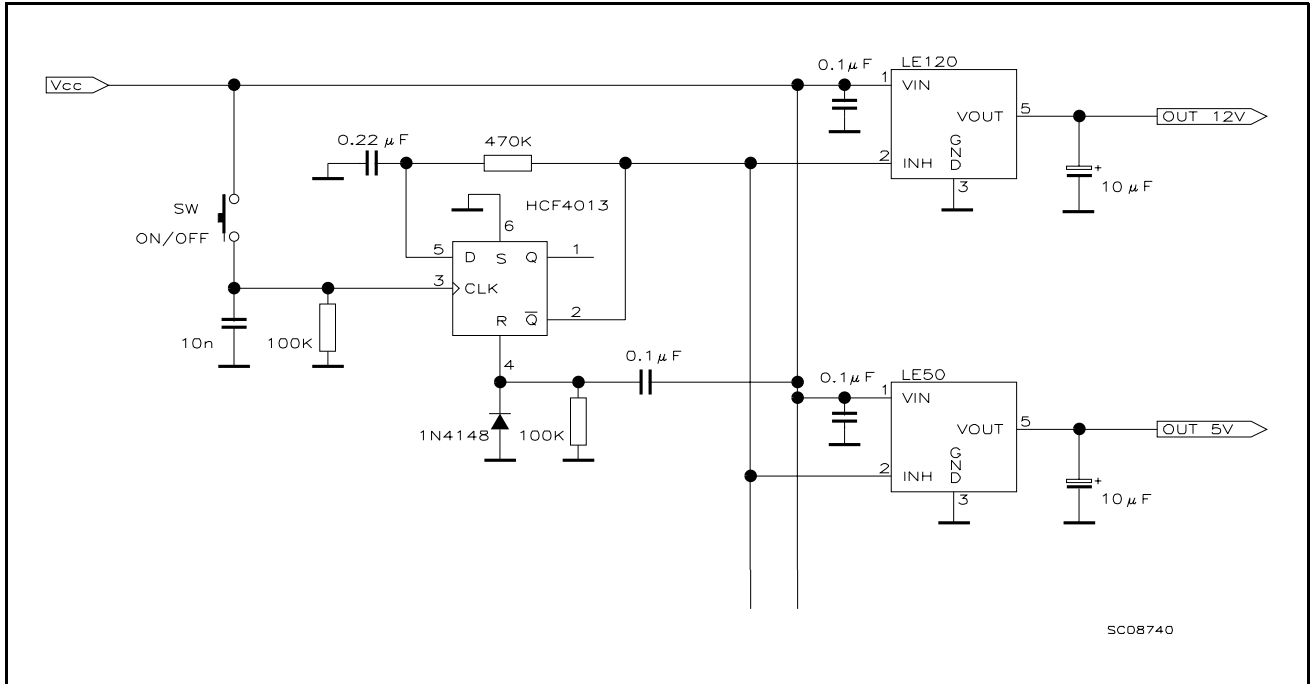 Vcc
0.1µF
LE120
1
VIN
VOUT
5
OUT 12V
0.22µF
470K
2
INH
GND
3
+
10µF
HCF4013
6
SW
ON/OFF
5
D
S
Q
1
3
CLK
R
Q̅
2
10n
100K
4
0.1µF
0.1µF
LE50
1
VIN
VOUT
5
OUT 5V
1N4148
100K
2
INH
GND
3
+
10µF
SC08740